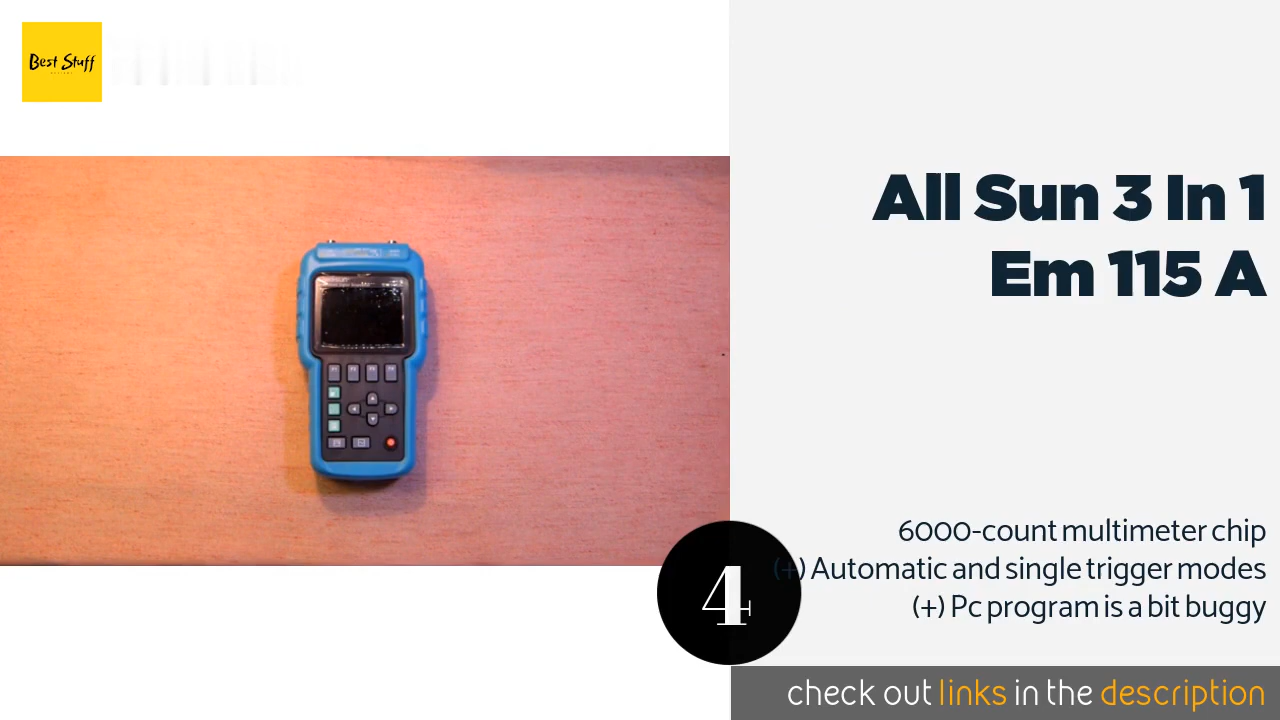 Best Stuff
All Sun 3 In 1
Em 115 A
6000-count multimeter chip
(+) Automatic and single trigger modes
(+) Pc program is a bit buggy
4
check out links in the description